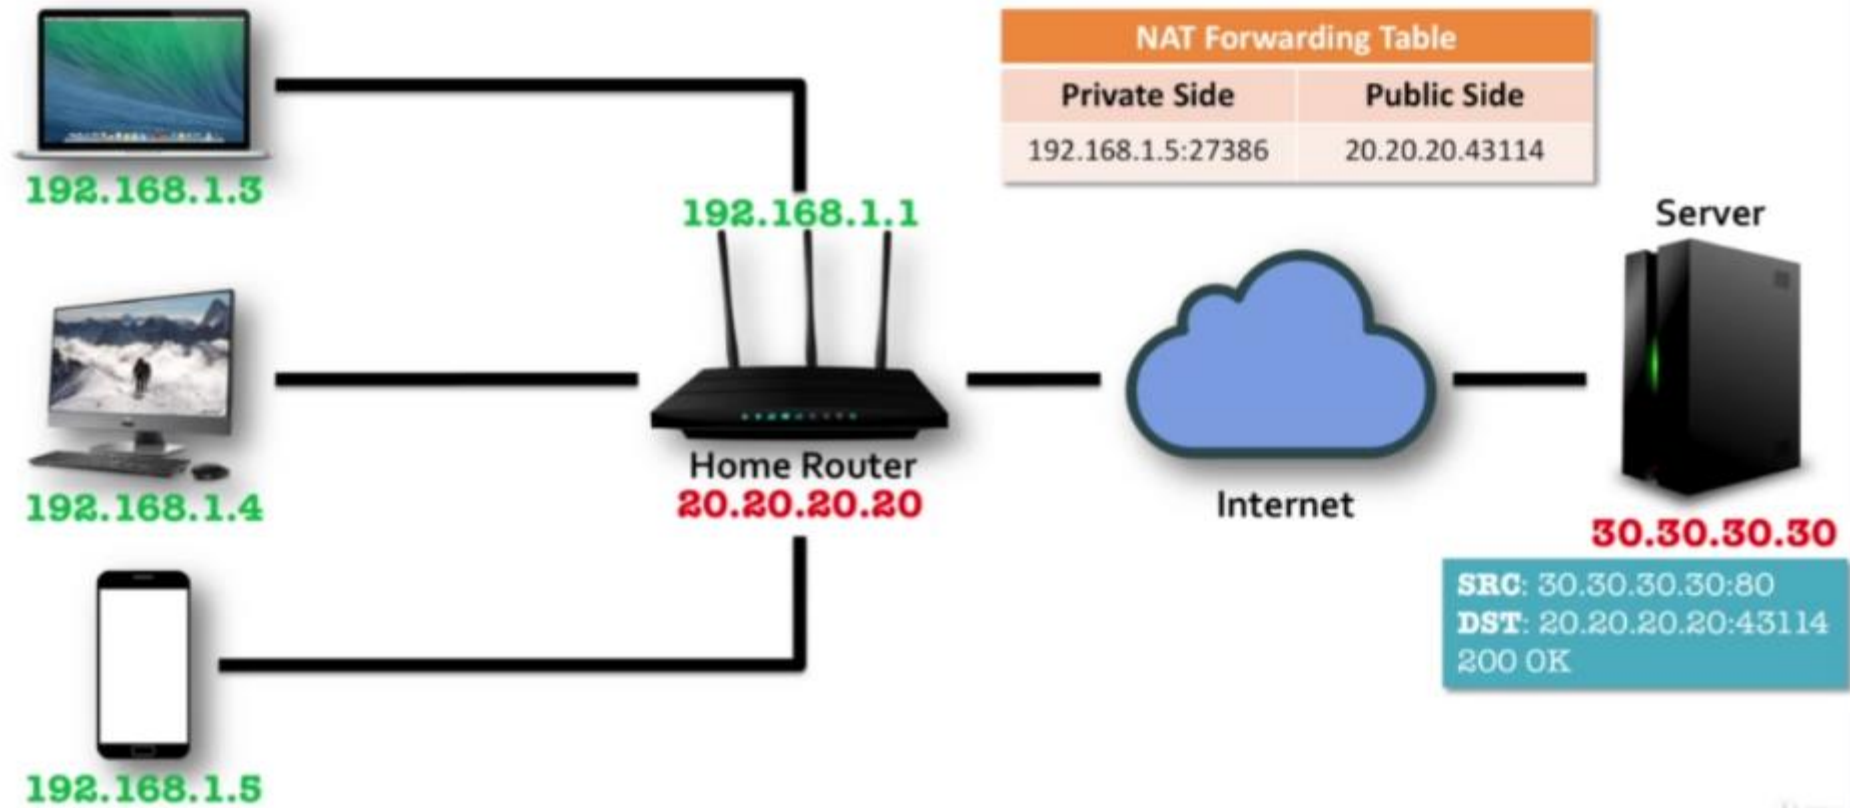 NAT Forwarding Table
Private Side Public Side
192.168.1.5:27386 20.20.20.43114
192.168.1.3
192.168.1.1
Server
192.168.1.4
Home Router
20.20.20.20
Internet
30.30.30.30
SRC: 30.30.30.30:80
DST: 20.20.20.20:43114
200 OK
192.168.1.5